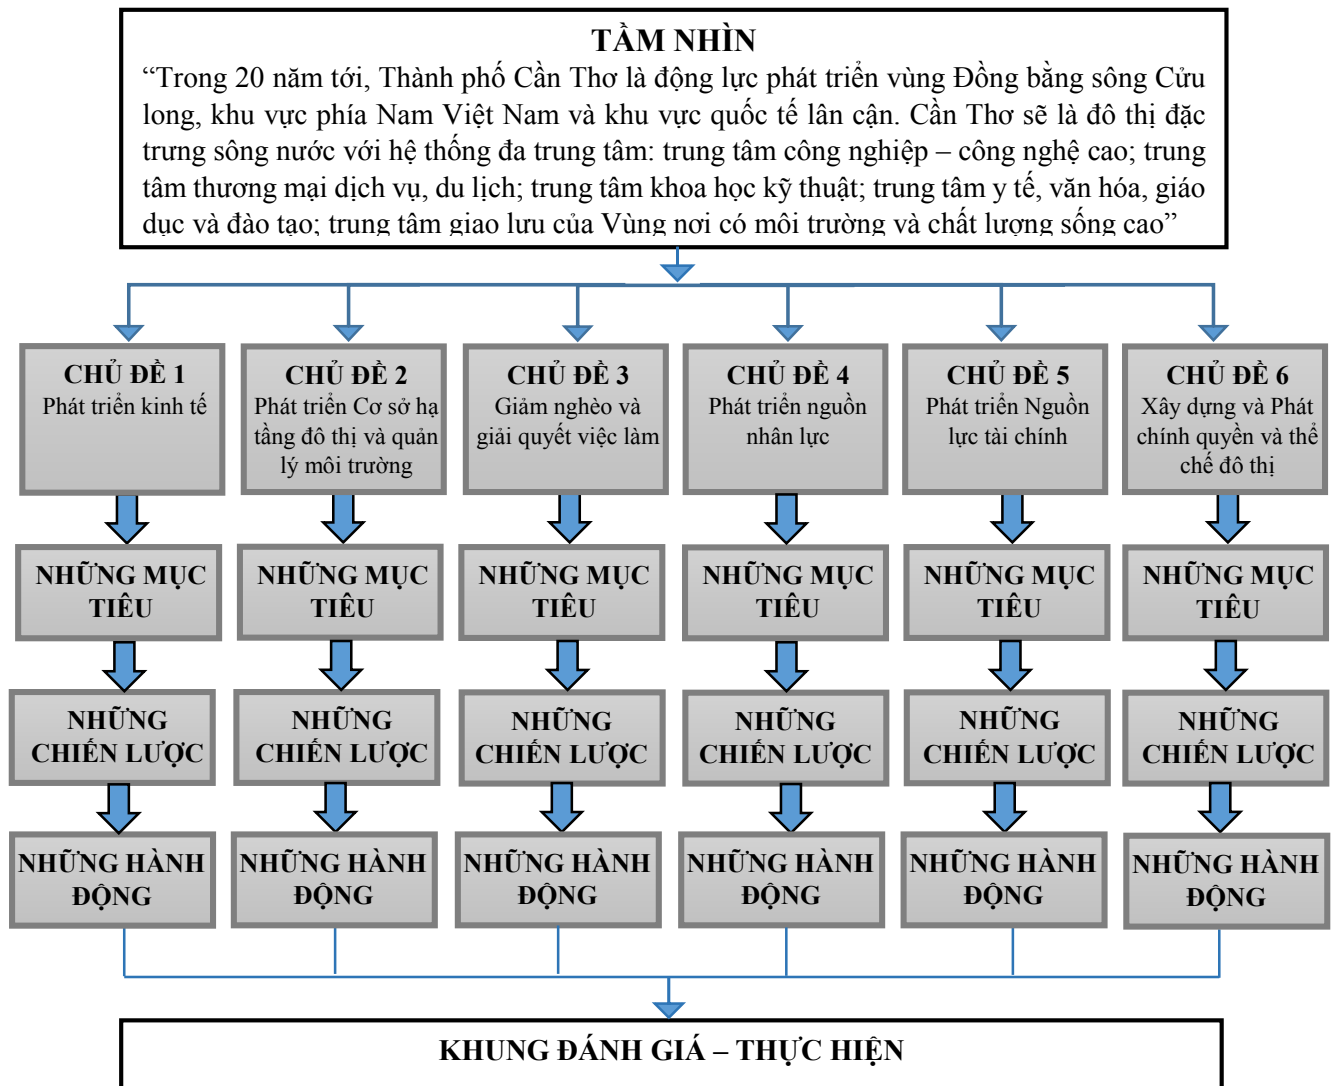 TẦM NHÌN
“Trong 20 năm tới, Thành phố Cần Thơ là động lực phát triển vùng Đồng bằng sông Cửu
long, khu vực phía Nam Việt Nam và khu vực quốc tế lân cận. Cần Thơ sẽ là đô thị đặc
trưng sông nước với hệ thống đa trung tâm: trung tâm công nghiệp – công nghệ cao; trung
tâm thương mại dịch vụ, du lịch; trung tâm khoa học kỹ thuật; trung tâm y tế, văn hóa, giáo
dục và đào tạo; trung tâm giao lưu của Vùng nơi có môi trường và chất lượng sống cao”
CHỦ ĐỀ 1
Phát triển kinh tế
CHỦ ĐỀ 2
Phát triển Cơ sở hạ
tầng đô thị và quản
lý môi trường
CHỦ ĐỀ 3
Giảm nghèo và
giải quyết việc làm
CHỦ ĐỀ 4
Phát triển nguồn
nhân lực
CHỦ ĐỀ 5
Phát triển Nguồn
lực tài chính
CHỦ ĐỀ 6
Xây dựng và Phát
chính quyền và thể
chế đô thị
NHỮNG MỤC
TIÊU
NHỮNG MỤC
TIÊU
NHỮNG MỤC
TIÊU
NHỮNG MỤC
TIÊU
NHỮNG MỤC
TIÊU
NHỮNG MỤC
TIÊU
NHỮNG
CHIẾN LƯỢC
NHỮNG
CHIẾN LƯỢC
NHỮNG
CHIẾN LƯỢC
NHỮNG
CHIẾN LƯỢC
NHỮNG
CHIẾN LƯỢC
NHỮNG
CHIẾN LƯỢC
NHỮNG HÀNH
ĐỘNG
NHỮNG HÀNH
ĐỘNG
NHỮNG HÀNH
ĐỘNG
NHỮNG HÀNH
ĐỘNG
NHỮNG HÀNH
ĐỘNG
NHỮNG HÀNH
ĐỘNG
KHUNG ĐÁNH GIÁ – THỰC HIỆN